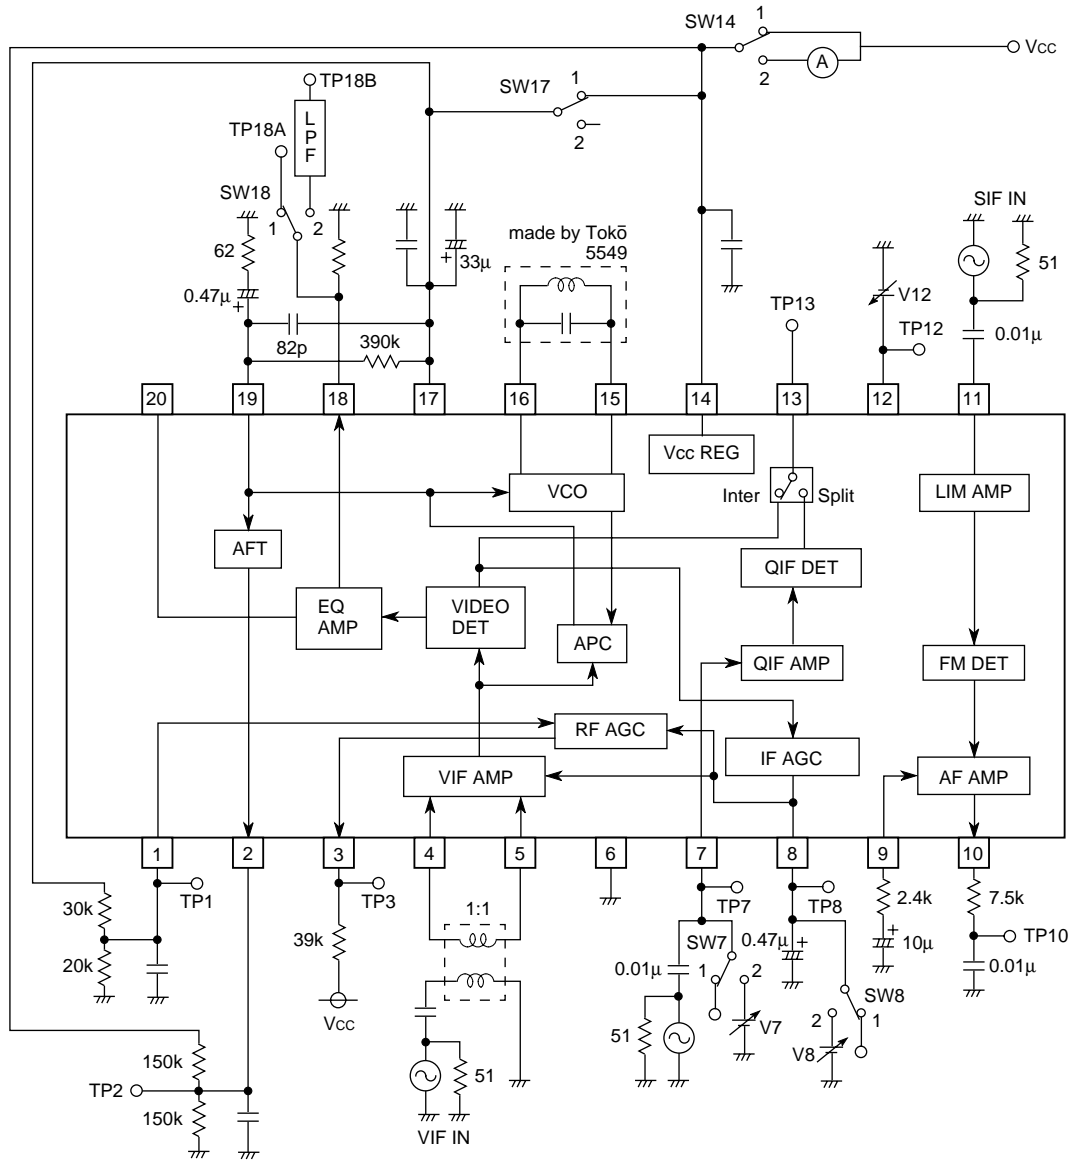 SW14
1
2
A
Vcc
SW17
1
2
TP18B
LPF
TP18A
SW18
1
2
62
0.47μ
+
+
33μ
82p
390k
made by Tokō
5549
TP13
V12
TP12
SIF IN
51
0.01μ
20
19
18
17
16
15
14
13
12
11
Vcc REG
VCO
Inter
Split
LIM AMP
AFT
QIF DET
EQ
AMP
VIDEO
DET
APC
QIF AMP
FM DET
RF AGC
IF AGC
VIF AMP
AF AMP
1
2
3
4
5
6
7
8
9
10
TP1
TP3
TP7
TP8
2.4k
7.5k
30k
20k
39k
1:1
SW7
0.47μ
+
+
10μ
TP10
0.01μ
0.01μ
1
2
SW8
2
1
Vcc
51
V7
V8
150k
TP2
150k
51
VIF IN